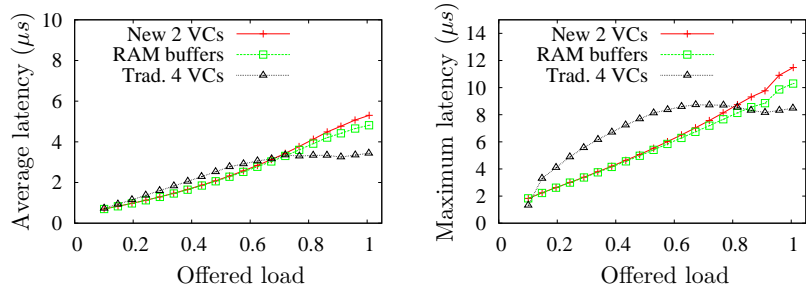 Average latency (μs)
10
8
6
4
2
0
New 2 VCs
RAM buffers
Trad. 4 VCs
0 0.2 0.4 0.6 0.8 1
Offered load
Maximum latency (μs)
14
12
10
8
6
4
2
0
New 2 VCs
RAM buffers
Trad. 4 VCs
0 0.2 0.4 0.6 0.8 1
Offered load